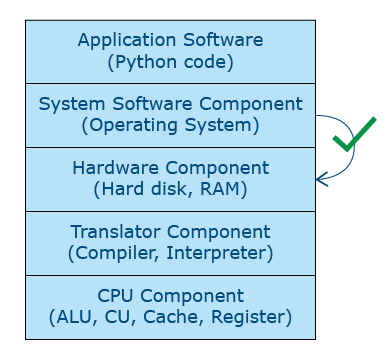 Application Software
(Python code)
System Software Component
(Operating System)
Hardware Component
(Hard disk, RAM)
Translator Component
(Compiler, Interpreter)
CPU Component
(ALU, CU, Cache, Register)